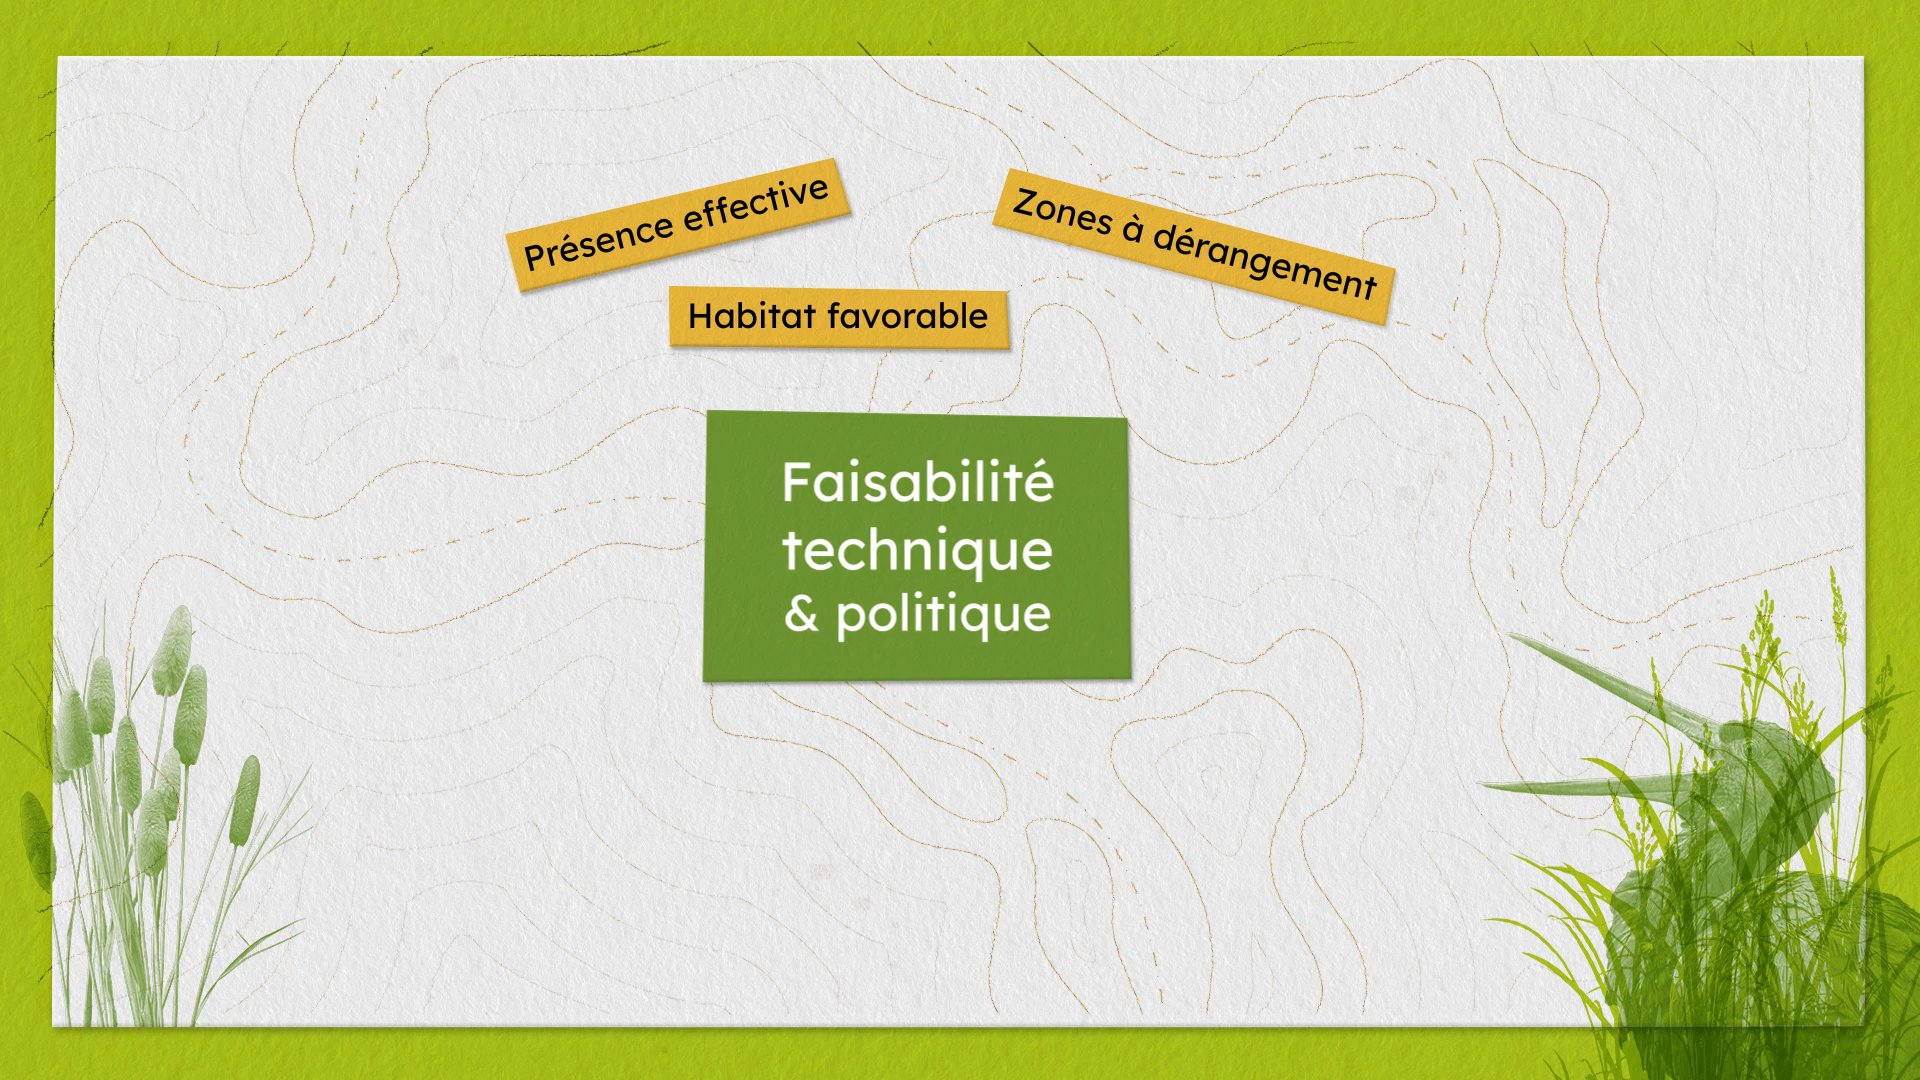 Présence effective
Zones à dérangement
Habitat favorable
Faisabilité
technique
& politique